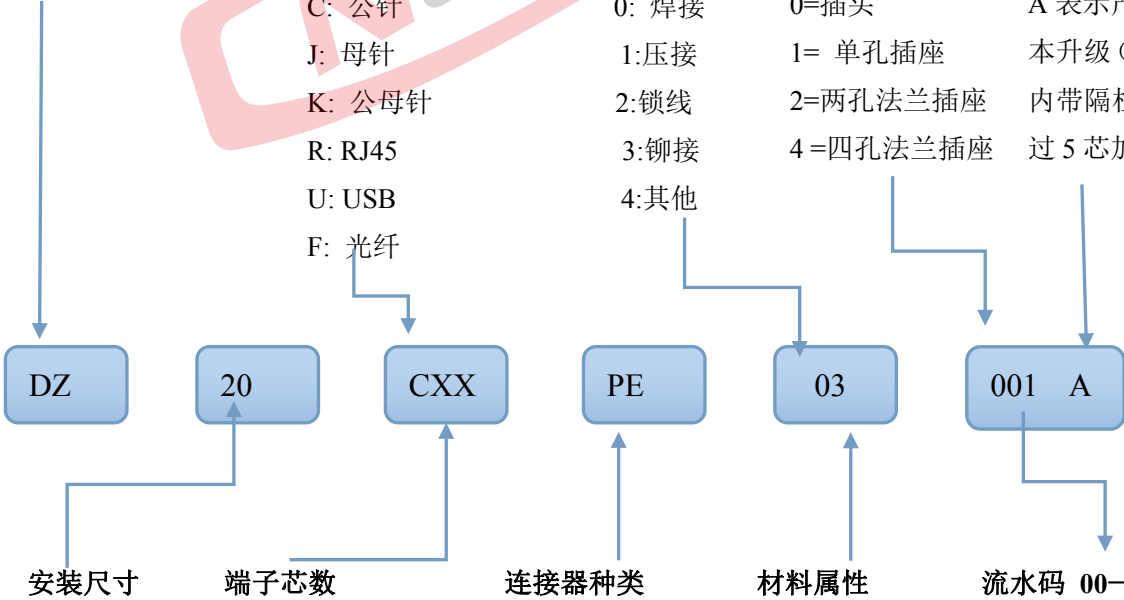 C: 公针
0: 焊接
0=插头
A 表示
J: 母针
1:压接
1= 单孔插座
本升级
K: 公母针
2:锁线
2=两孔法兰插座
内带隔
R: RJ45
3:铆接
4 =四孔法兰插座
过 5 芯加
U: USB
4:其他
F: 光纤
DZ
20
CXX
PE
03
001 A
安装尺寸
端子芯数
连接器种类
材料属性
流水码 00